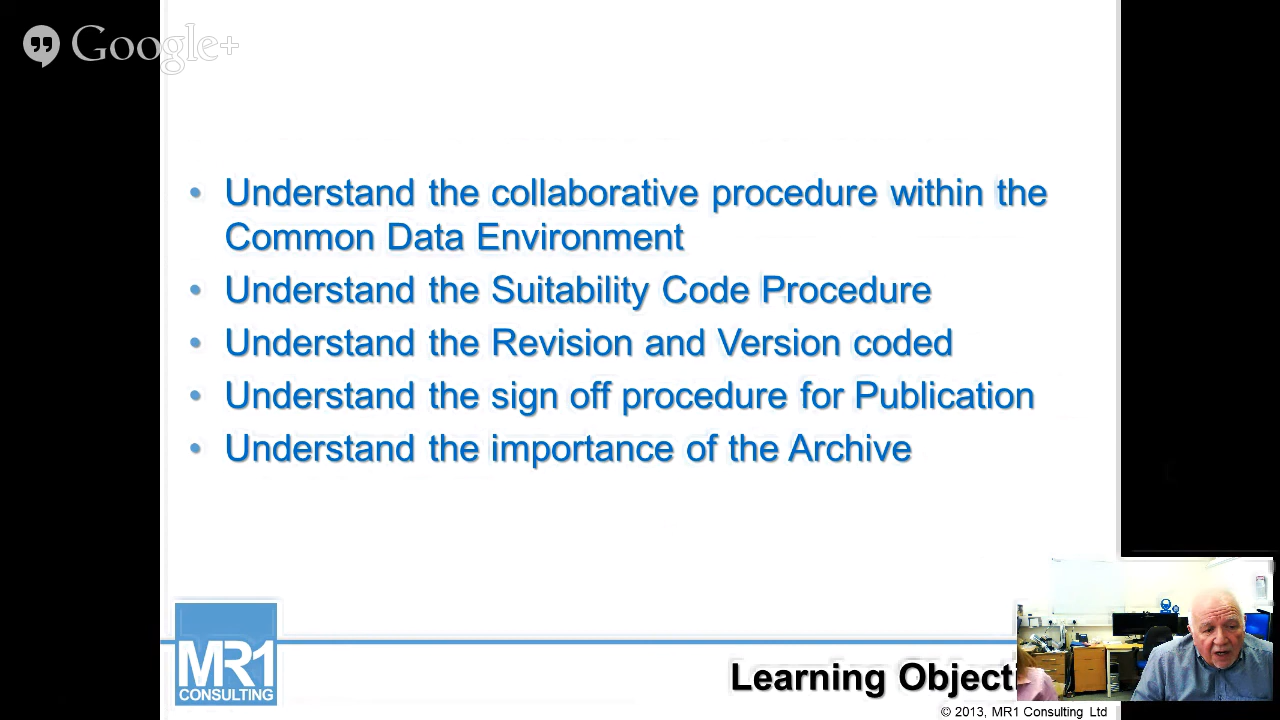 Google+
• Understand the collaborative procedure within the
Common Data Environment
• Understand the Suitability Code Procedure
• Understand the Revision and Version coded
• Understand the sign off procedure for Publication
• Understand the importance of the Archive
MR1
CONSULTING
Learning
© 2013, MR1 Consulting Ltd